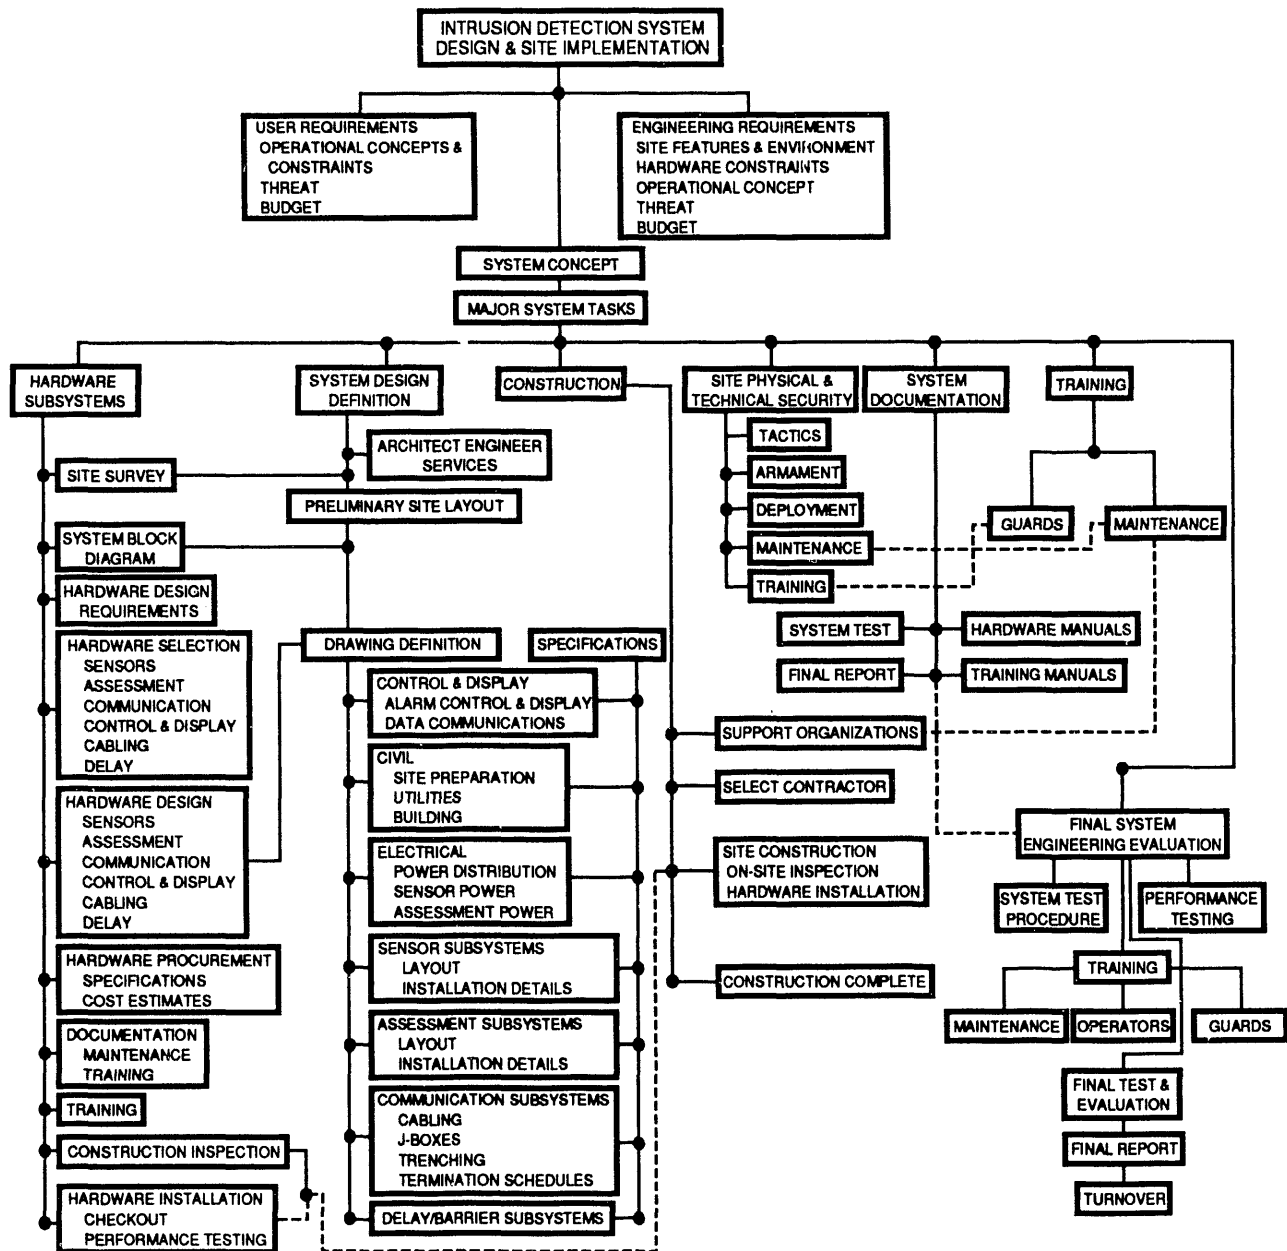 INTRUSION DETECTION SYSTEM
DESIGN & SITE IMPLEMENTATION
USER REQUIREMENTS
OPERATIONAL CONCEPTS &
CONSTRAINTS
THREAT
BUDGET
ENGINEERING REQUIREMENTS
SITE FEATURES & ENVIRONMENT
HARDWARE CONSTRAINTS
OPERATIONAL CONCEPT
THREAT
BUDGET
SYSTEM CONCEPT
MAJOR SYSTEM TASKS
HARDWARE
SUBSYSTEMS
SYSTEM DESIGN
DEFINITION
CONSTRUCTION
SITE PHYSICAL &
TECHNICAL SECURITY
SYSTEM
DOCUMENTATION
TRAINING
SITE SURVEY
SYSTEM BLOCK
DIAGRAM
HARDWARE DESIGN
REQUIREMENTS
HARDWARE SELECTION
SENSORS
ASSESSMENT
COMMUNICATION
CONTROL & DISPLAY
CABLING
DELAY
HARDWARE DESIGN
SENSORS
ASSESSMENT
COMMUNICATION
CONTROL & DISPLAY
CABLING
DELAY
HARDWARE PROCUREMENT
SPECIFICATIONS
COST ESTIMATES
DOCUMENTATION
MAINTENANCE
TRAINING
TRAINING
CONSTRUCTION INSPECTION
HARDWARE INSTALLATION
CHECKOUT
PERFORMANCE TESTING
ARCHITECT ENGINEER
SERVICES
PRELIMINARY SITE LAYOUT
DRAWING DEFINITION
SPECIFICATIONS
CONTROL & DISPLAY
ALARM CONTROL & DISPLAY
DATA COMMUNICATIONS
CIVIL
SITE PREPARATION
UTILITIES
BUILDING
ELECTRICAL
POWER DISTRIBUTION
SENSOR POWER
ASSESSMENT POWER
SENSOR SUBSYSTEMS
LAYOUT
INSTALLATION DETAILS
ASSESSMENT SUBSYSTEMS
LAYOUT
INSTALLATION DETAILS
COMMUNICATION SUBSYSTEMS
CABLING
J-BOXES
TRENCHING
TERMINATION SCHEDULES
DELAY/BARRIER SUBSYSTEMS
TACTICS
ARMAMENT
DEPLOYMENT
MAINTENANCE
TRAINING
GUARDS
MAINTENANCE
SYSTEM TEST
HARDWARE MANUALS
FINAL REPORT
TRAINING MANUALS
SUPPORT ORGANIZATIONS
SELECT CONTRACTOR
SITE CONSTRUCTION
ON-SITE INSPECTION
HARDWARE INSTALLATION
CONSTRUCTION COMPLETE
FINAL SYSTEM
ENGINEERING EVALUATION
SYSTEM TEST
PROCEDURE
PERFORMANCE
TESTING
TRAINING
MAINTENANCE
OPERATORS
GUARDS
FINAL TEST &
EVALUATION
FINAL REPORT
TURNOVER